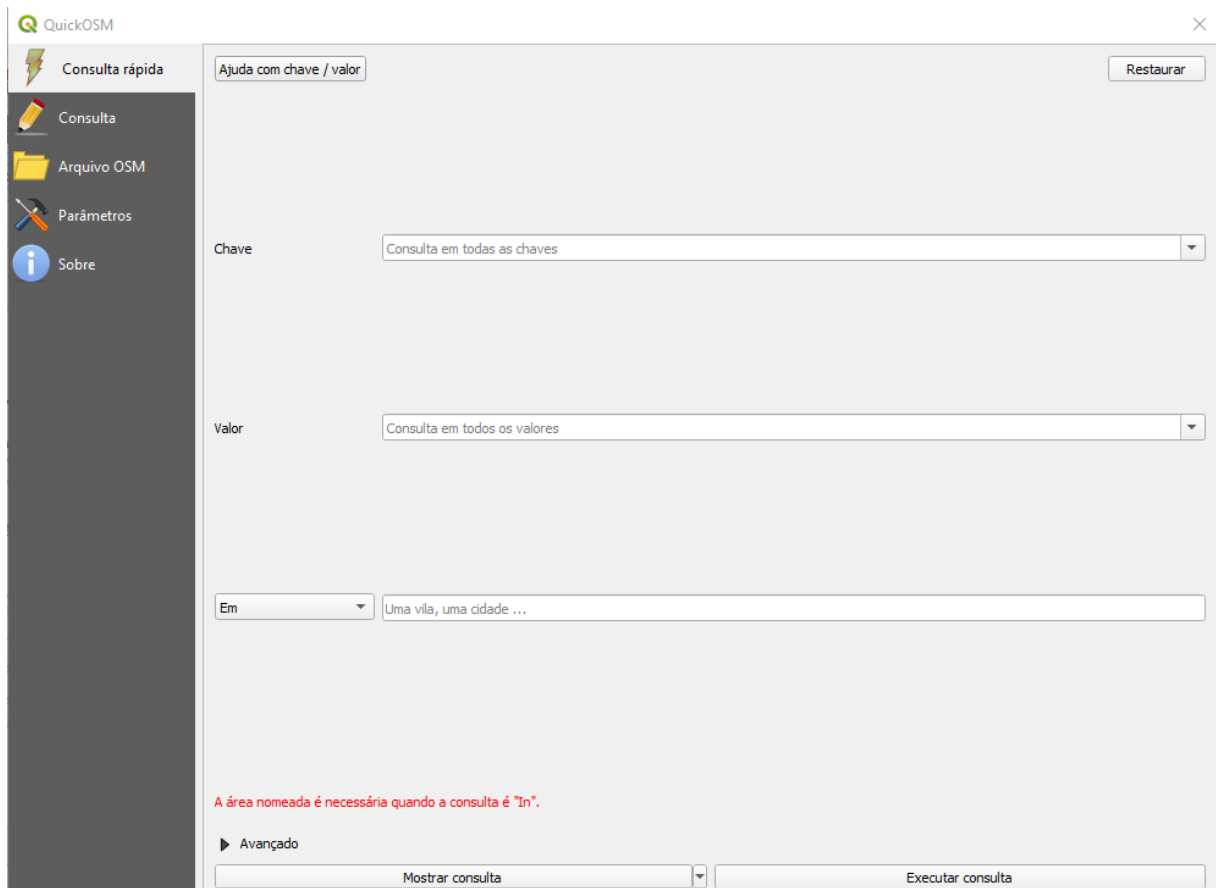 QuickOSM
Consulta rápida
Consulta
Arquivo OSM
Parâmetros
Sobre
Ajuda com chave / valor
Restaurar
Chave
Consulta em todas as chaves
Valor
Consulta em todos os valores
Em
Uma vila, uma cidade ...
A área nomeada é necessária quando a consulta é "In".
Avançado
Mostrar consulta
Executar consulta